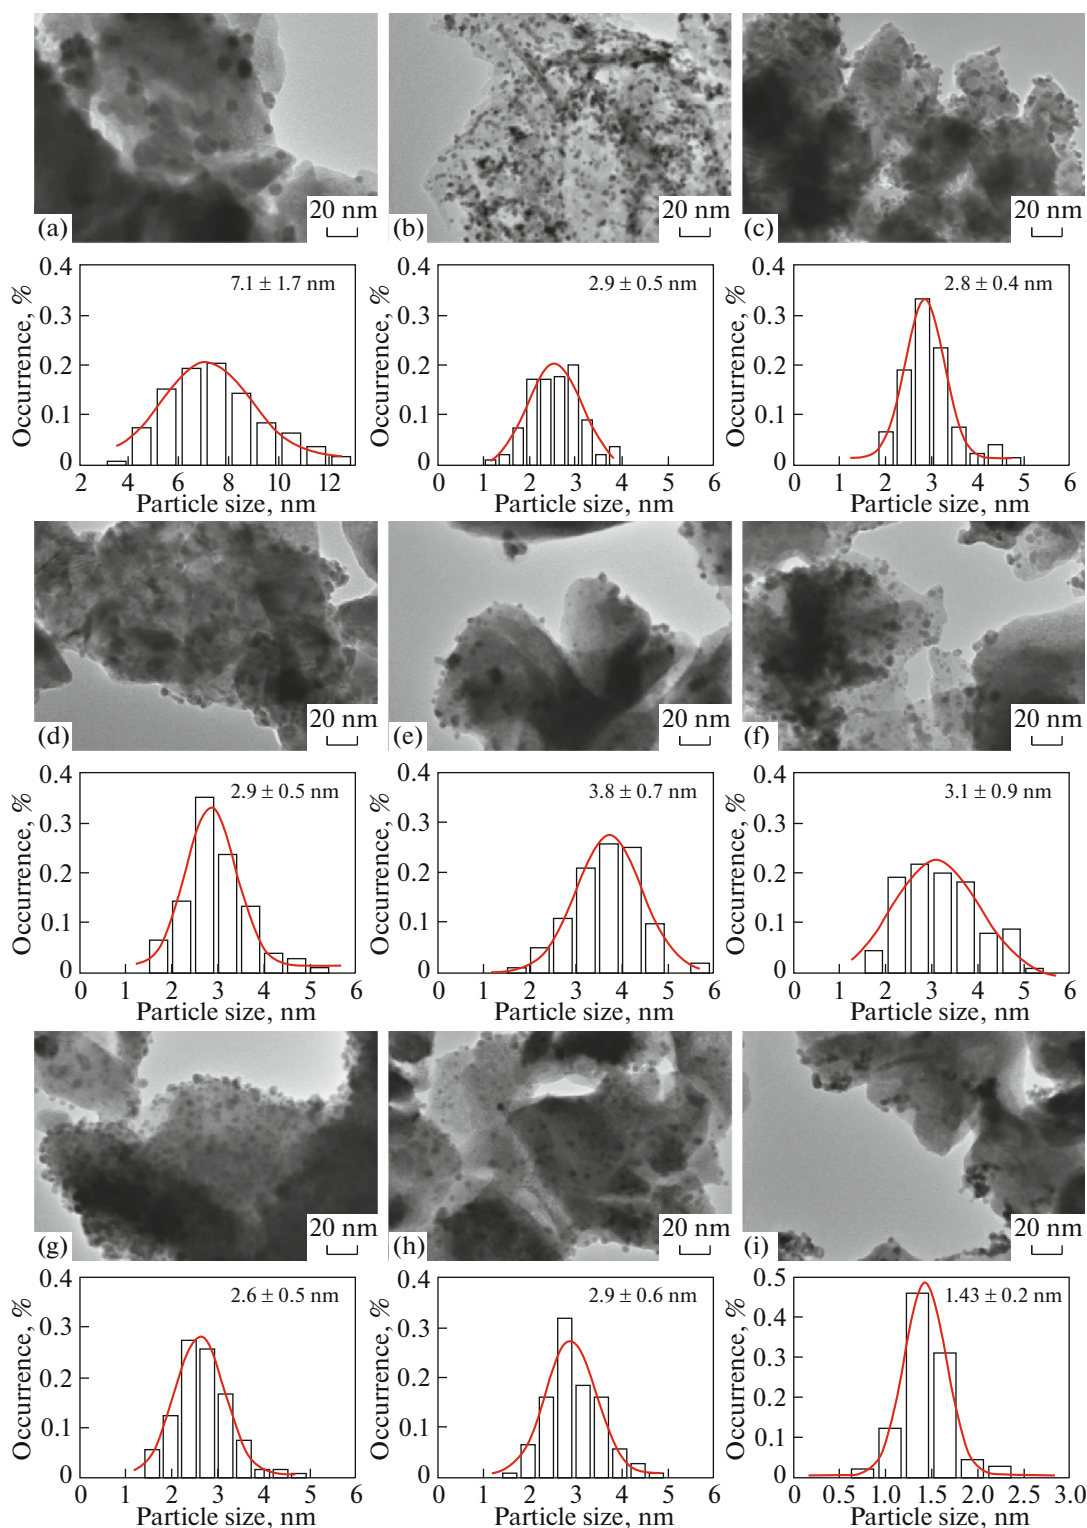 (a) 20 nm (b) 20 nm (c) 20 nm
Occurrence, %
0.4
0.3
0.2
0.1
0
7.1 ± 1.7 nm
2 4 6 8 10 12
Particle size, nm
Occurrence, %
0.4
0.3
0.2
0.1
0
2.9 ± 0.5 nm
0 1 2 3 4 5 6
Particle size, nm
Occurrence, %
0.4
0.3
0.2
0.1
0
2.8 ± 0.4 nm
0 1 2 3 4 5 6
Particle size, nm
(d) 20 nm (e) 20 nm (f) 20 nm
Occurrence, %
0.4
0.3
0.2
0.1
0
2.9 ± 0.5 nm
0 1 2 3 4 5 6
Particle size, nm
Occurrence, %
0.4
0.3
0.2
0.1
0
3.8 ± 0.7 nm
0 1 2 3 4 5 6
Particle size, nm
Occurrence, %
0.4
0.3
0.2
0.1
0
3.1 ± 0.9 nm
0 1 2 3 4 5 6
Particle size, nm
(g) 20 nm (h) 20 nm (i) 20 nm
Occurrence, %
0.4
0.3
0.2
0.1
0
2.6 ± 0.5 nm
0 1 2 3 4 5 6
Particle size, nm
Occurrence, %
0.4
0.3
0.2
0.1
0
2.9 ± 0.6 nm
0 1 2 3 4 5 6
Particle size, nm
Occurrence, %
0.5
0.4
0.3
0.2
0.1
0
1.43 ± 0.2 nm
0 1.0 1.5 2.0 2.5 3.0
Particle size, nm